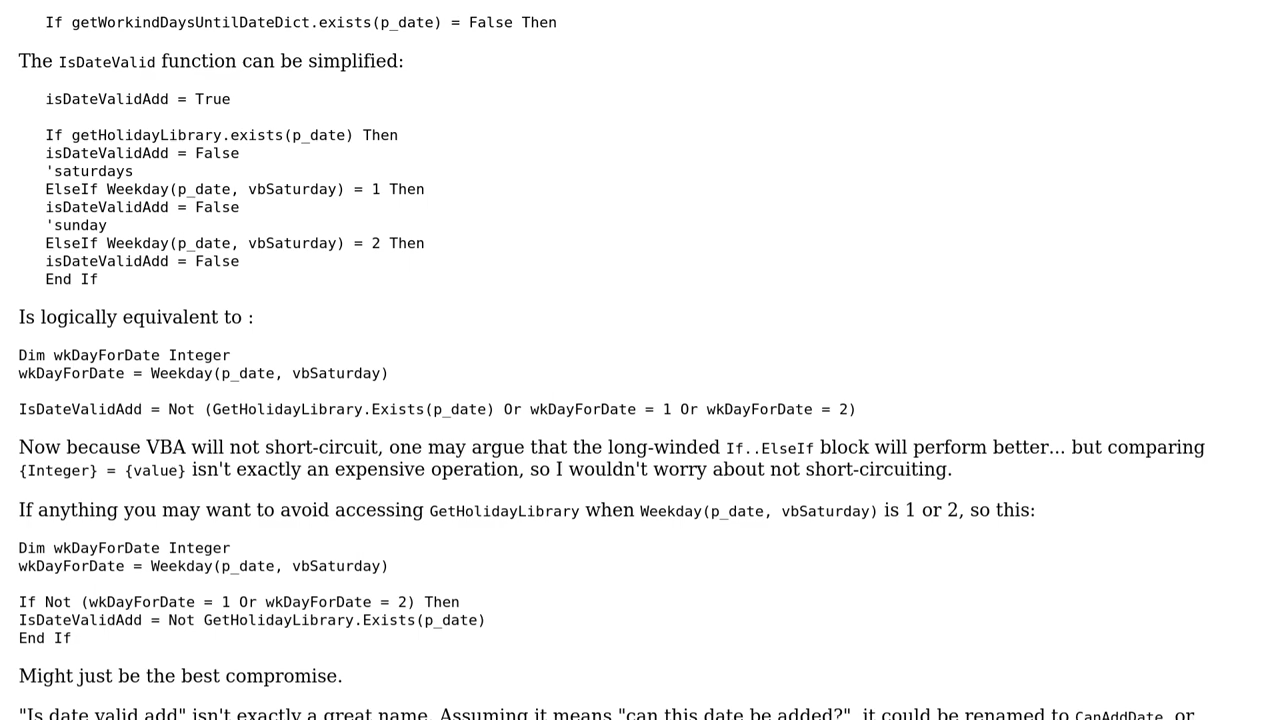 If getWorkindDaysUntilDateDict.exists(p_date) = False Then
The IsDateValid function can be simplified:
isDateValidAdd = True
If getHolidayLibrary.exists(p_date) Then
isDateValidAdd = False
'saturdays
ElseIf Weekday(p_date, vbSaturday) = 1 Then
isDateValidAdd = False
'sunday
ElseIf Weekday(p_date, vbSaturday) = 2 Then
isDateValidAdd = False
End If
Is logically equivalent to :
Dim wkDayForDate Integer
wkDayForDate = Weekday(p_date, vbSaturday)
IsDateValidAdd = Not (GetHolidayLibrary.Exists(p_date) Or wkDayForDate = 1 Or wkDayForDate = 2)
Now because VBA will not short-circuit, one may argue that the long-winded If..ElseIf block will perform better... but comparing
{Integer} = {value} isn't exactly an expensive operation, so I wouldn't worry about not short-circuiting.
If anything you may want to avoid accessing GetHolidayLibrary when Weekday(p_date, vbSaturday) is 1 or 2, so this:
Dim wkDayForDate Integer
wkDayForDate = Weekday(p_date, vbSaturday)
If Not (wkDayForDate = 1 Or wkDayForDate = 2) Then
IsDateValidAdd = Not GetHolidayLibrary.Exists(p_date)
End If
Might just be the best compromise.
"Is date valid add" isn't exactly a great name. Assuming it means "can this date be added?", it could be renamed to CanAddDate, or